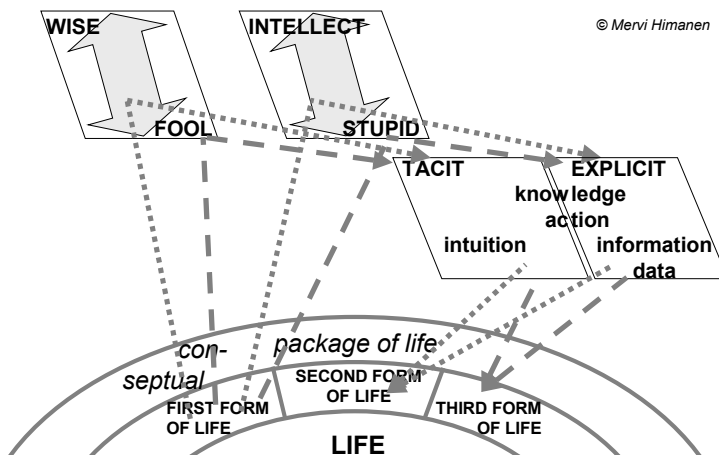 WISE
INTELLECT
© Mervi Himanen
FOOL
STUPID
TACIT
EXPLICIT
knowledge
action
intuition
information
data
con-
package of life
septual
FIRST FORM
OF LIFE
SECOND FORM
OF LIFE
THIRD FORM
OF LIFE
LIFE